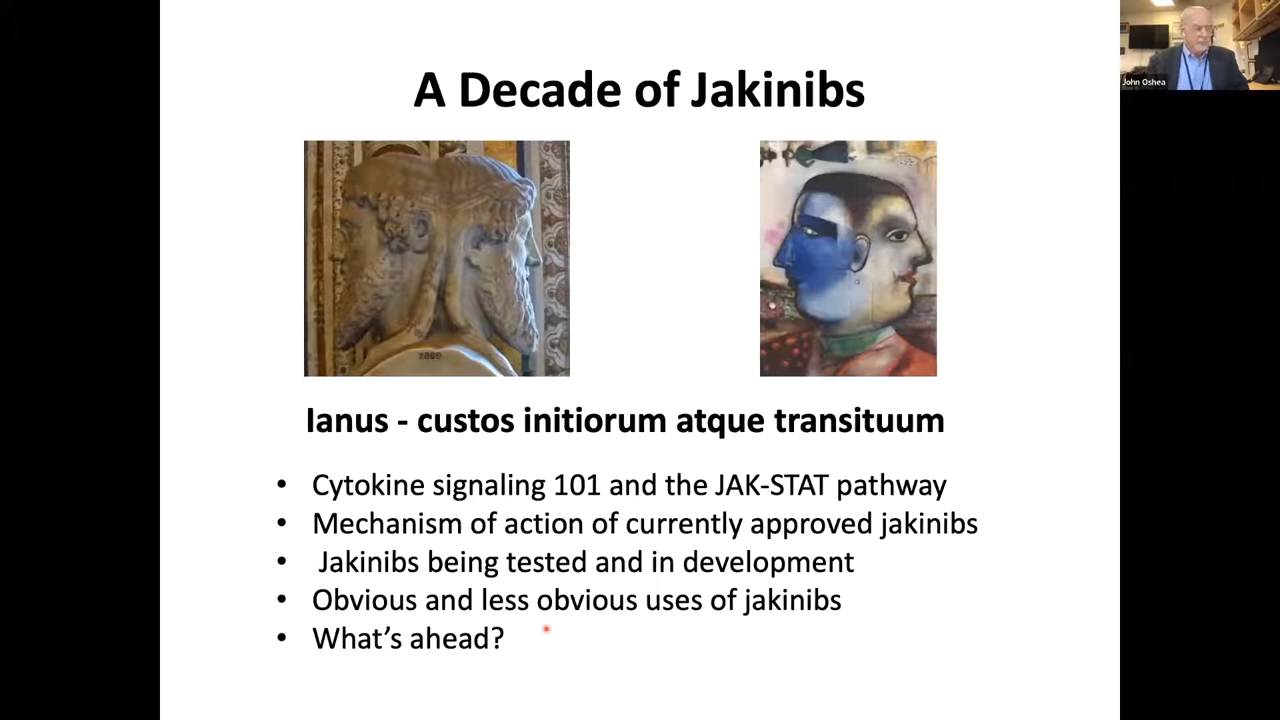 A Decade of Jakinibs
John Oshea
2869
Ianus - custos initiorum atque transituum
• Cytokine signaling 101 and the JAK-STAT pathway
• Mechanism of action of currently approved jakinibs
• Jakinibs being tested and in development
• Obvious and less obvious uses of jakinibs
• What's ahead?